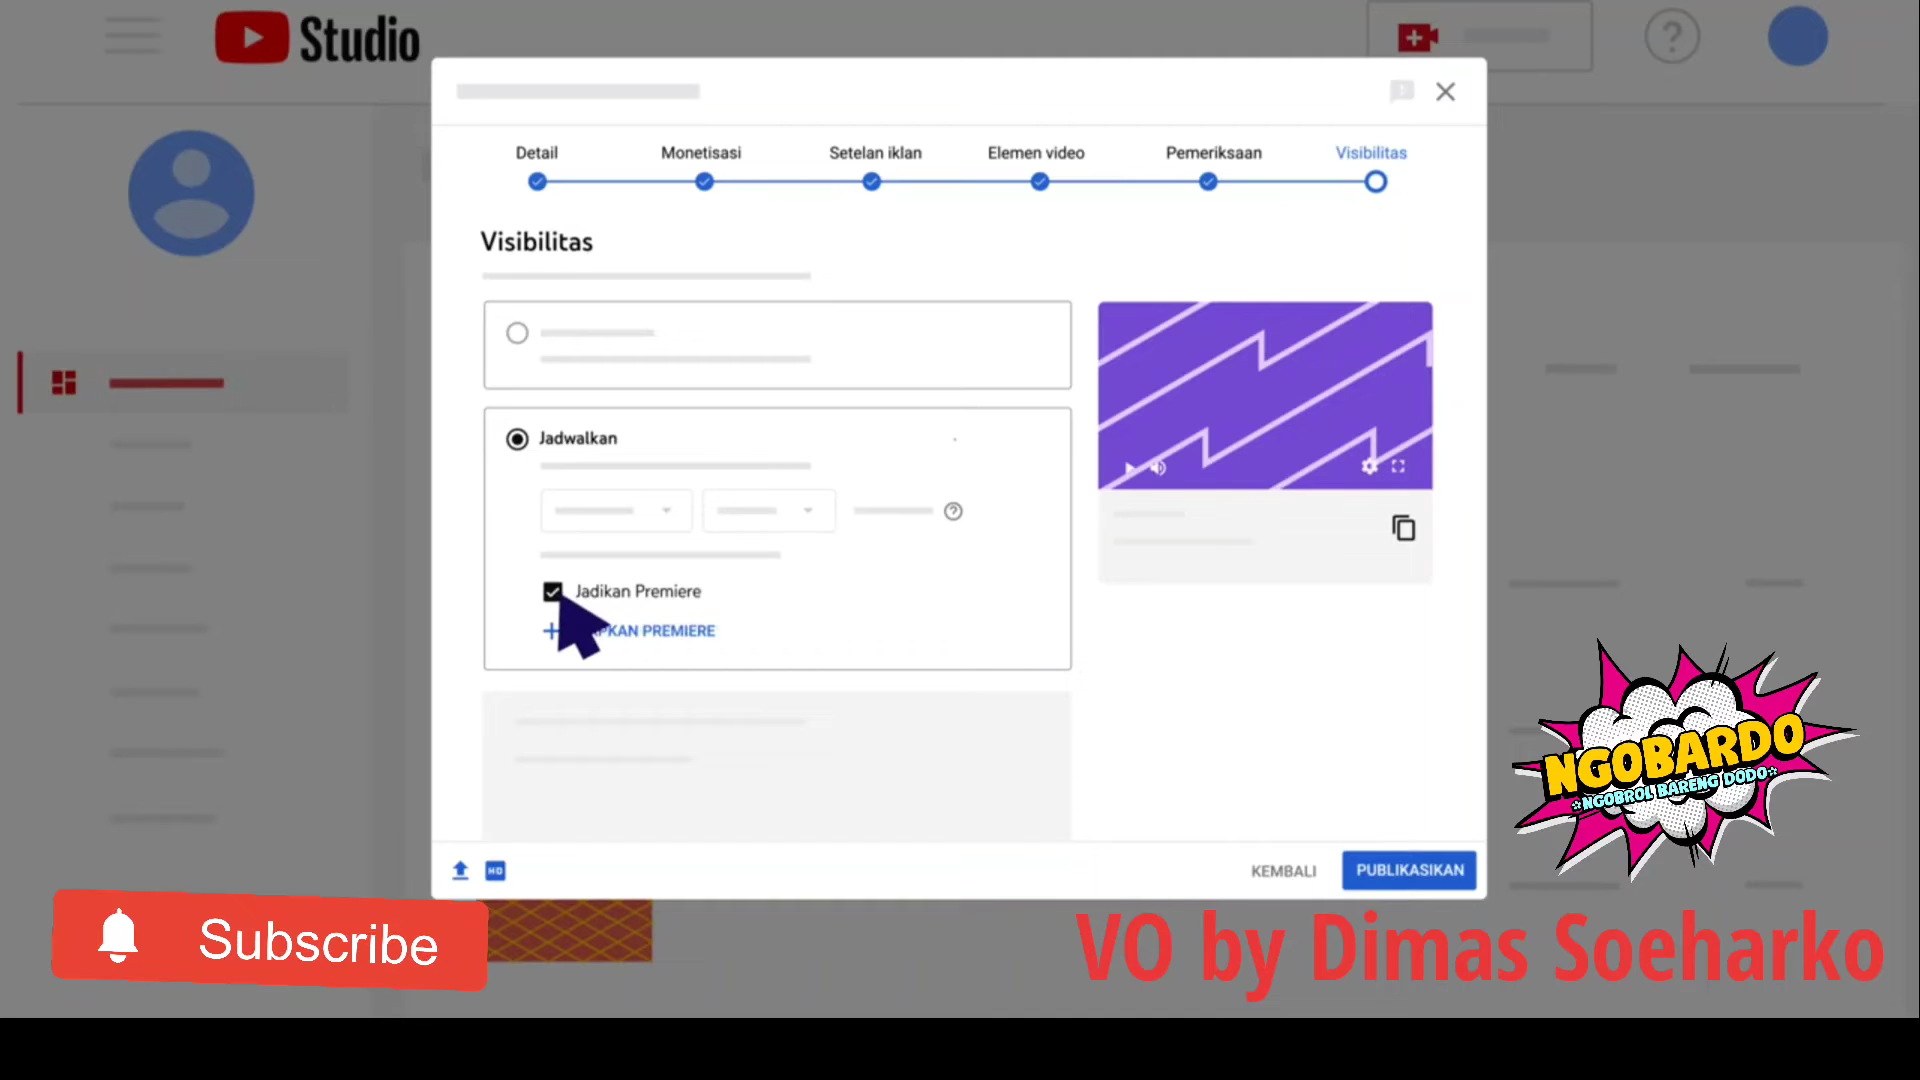 Studio
Detail
Monetisasi
Setelan iklan
Elemen video
Pemeriksaan
Visibilitas
Visibilitas
Jadwalkan
Jadikan Premiere
PREMIERE
HD
KEMBALI
PUBLIKASIKAN
NGOBARDO
NGOBROL BARENG DODO
Subscribe
VO by Dimas Soeharko